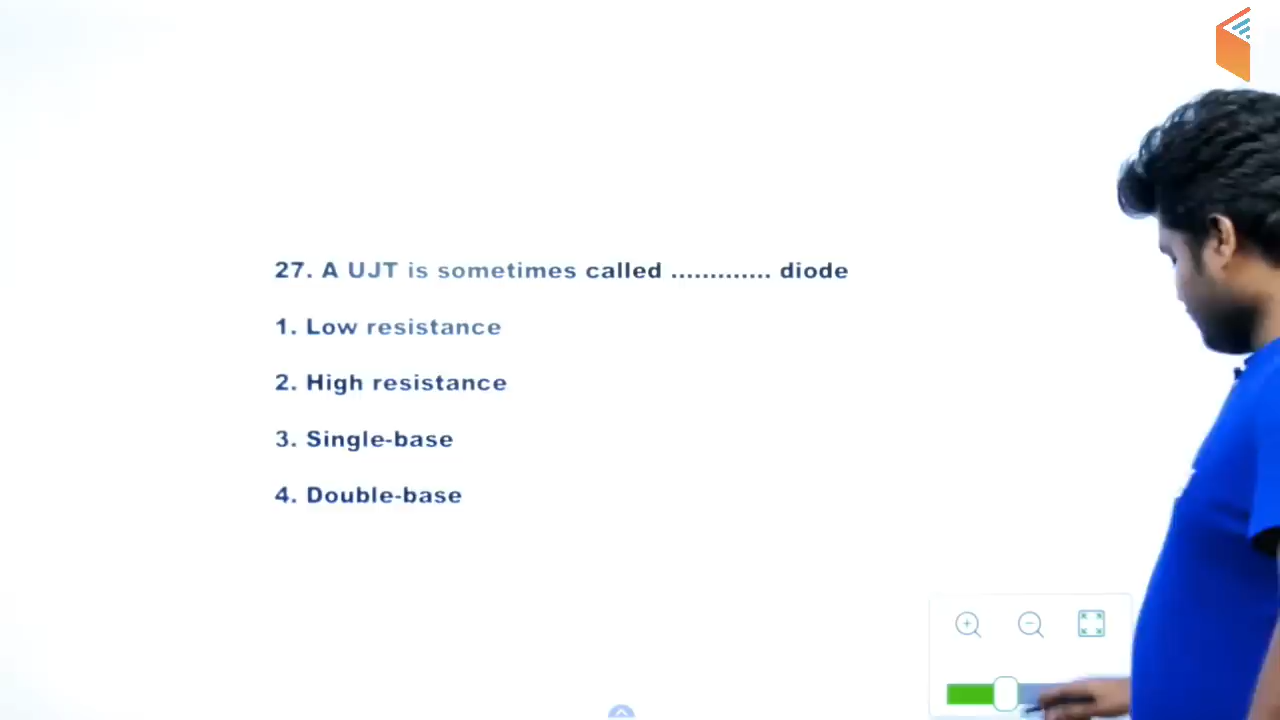 27. A UJT is sometimes called ............. diode
1. Low resistance
2. High resistance
3. Single-base
4. Double-base